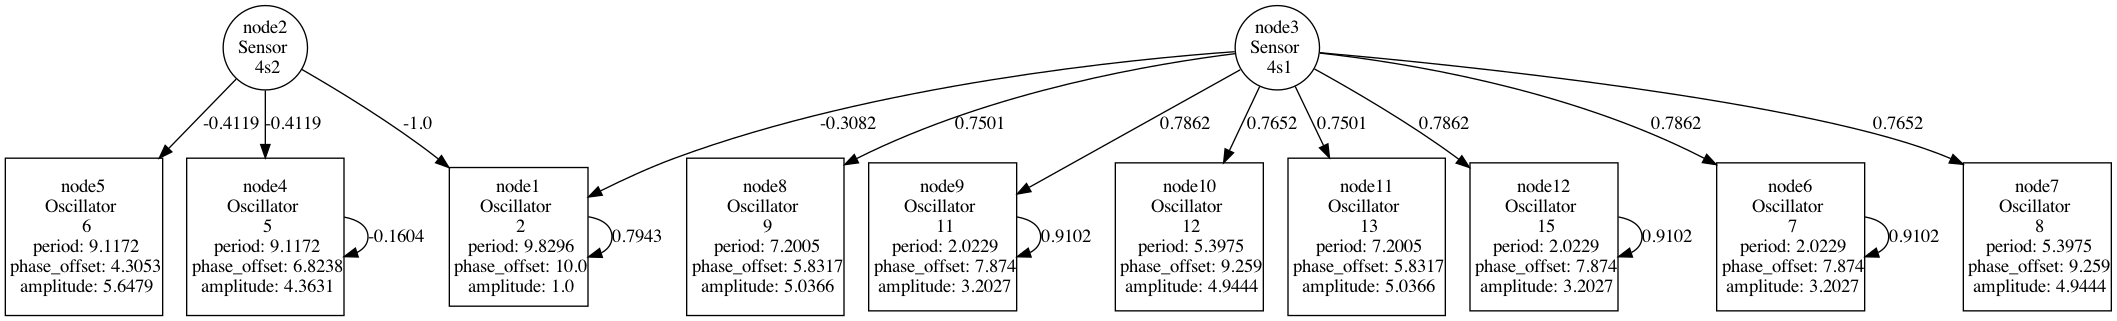 node2
Sensor
4s2
node3
Sensor
4s1
-0.4119
-0.4119
-1.0
-0.3082
0.7501
0.7862
0.7652
0.7501
0.7862
0.7862
0.7652
node5
Oscillator
6
period: 9.1172
phase_offset: 4.3053
amplitude: 5.6479
node4
Oscillator
5
period: 9.1172
phase_offset: 6.8238
amplitude: 4.3631
-0.1604
node1
Oscillator
2
period: 9.8296
phase_offset: 10.0
amplitude: 1.0
0.7943
node8
Oscillator
9
period: 7.2005
phase_offset: 5.8317
amplitude: 5.0366
node9
Oscillator
11
period: 2.0229
phase_offset: 7.874
amplitude: 3.2027
0.9102
node10
Oscillator
12
period: 5.3975
phase_offset: 9.259
amplitude: 4.9444
node11
Oscillator
13
period: 7.2005
phase_offset: 5.8317
amplitude: 5.0366
node12
Oscillator
15
period: 2.0229
phase_offset: 7.874
amplitude: 3.2027
0.9102
node6
Oscillator
7
period: 2.0229
phase_offset: 7.874
amplitude: 3.2027
0.9102
node7
Oscillator
8
period: 5.3975
phase_offset: 9.259
amplitude: 4.9444